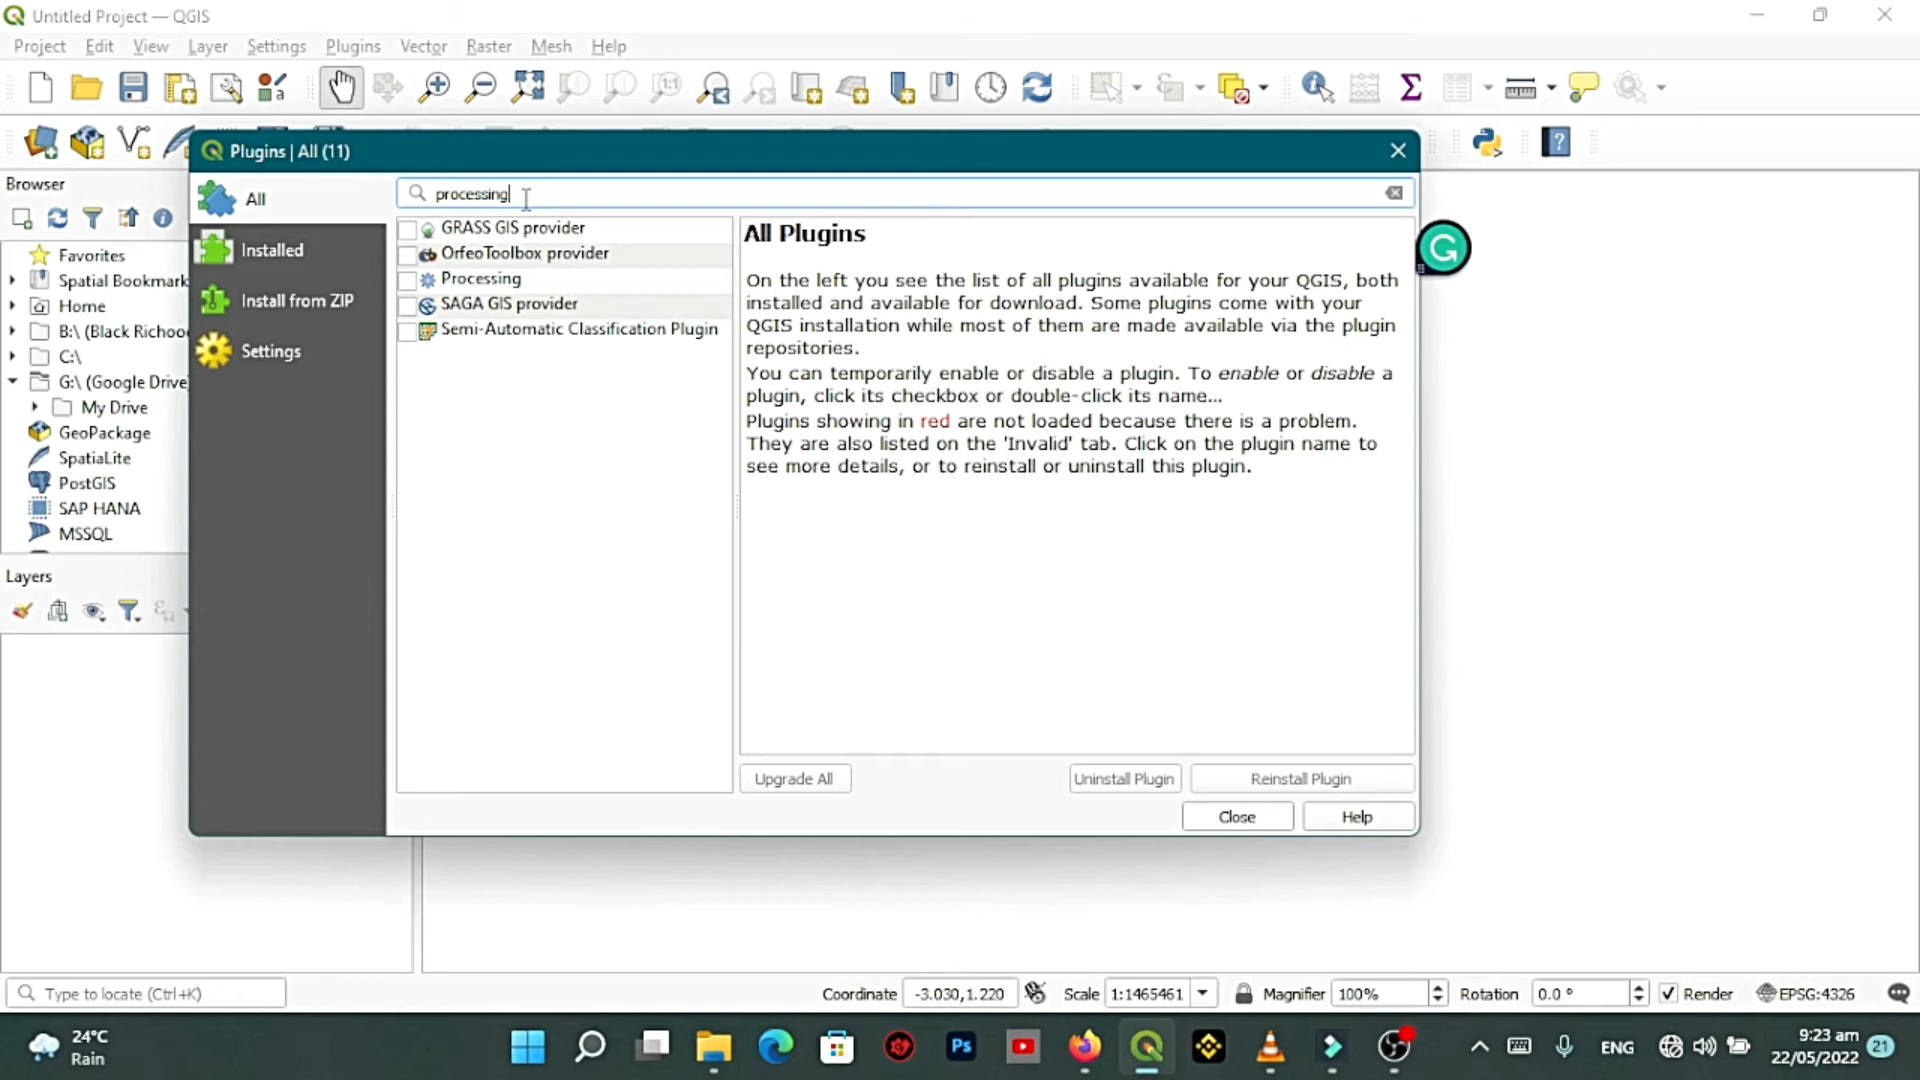 Untitled Project — QGIS
Project Edit View Layer Settings Plugins Vector Raster Mesh Help
Browser
Favorites
Spatial Bookmark
Home
B:\ (Black Richoo
C:\
G:\ (Google Drive
My Drive
GeoPackage
SpatiaLite
PostGIS
SAP HANA
MSSQL
Layers
Plugins | All (11)
All
Installed
Install from ZIP
Settings
processing
GRASS GIS provider
OrfeoToolbox provider
Processing
SAGA GIS provider
Semi-Automatic Classification Plugin
All Plugins
On the left you see the list of all plugins available for your QGIS, both
installed and available for download. Some plugins come with your
QGIS installation while most of them are made available via the plugin
repositories.
You can temporarily enable or disable a plugin. To enable or disable a
plugin, click its checkbox or double-click its name...
Plugins showing in red are not loaded because there is a problem.
They are also listed on the 'Invalid' tab. Click on the plugin name to
see more details, or to reinstall or uninstall this plugin.
Upgrade All Uninstall Plugin Reinstall Plugin
Close Help
Type to locate (Ctrl+K) Coordinate -3.030,1.220 Scale 1:1465461 Magnifier 100% Rotation 0.0 ° Render EPSG:4326
24°C
Rain
Ps
ENG
9:23 am
22/05/2022
21